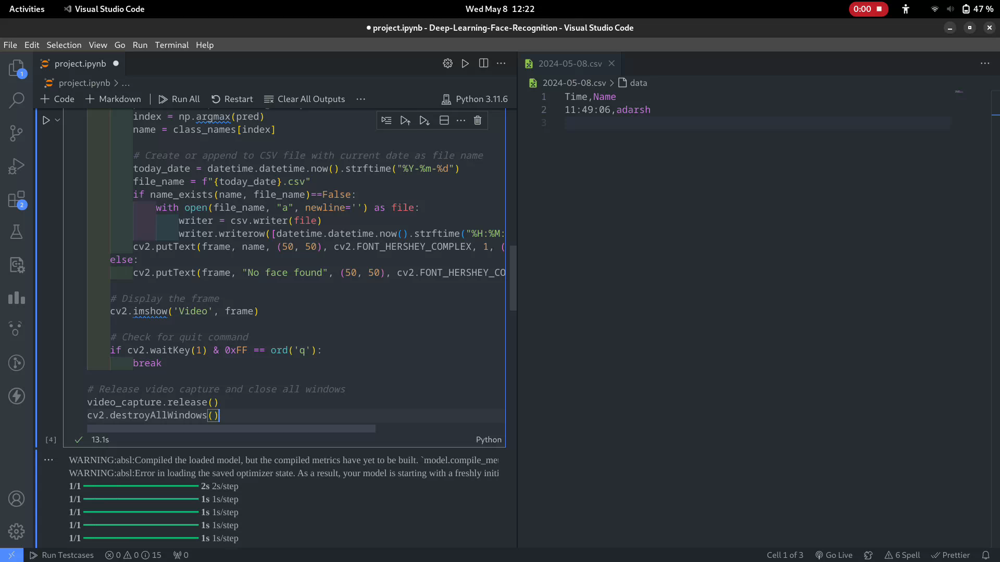 Activities Visual Studio Code Wed May 8 12:22 0:00 47 %
● project.ipynb - Deep-Learning-Face-Recognition - Visual Studio Code
File Edit Selection View Go Run Terminal Help
project.ipynb
project.ipynb > ...
Code Markdown Run All Restart Clear All Outputs ... Python 3.11.6
index = np.argmax(pred)
name = class_names[index]
# Create or append to CSV file with current date as file name
today_date = datetime.datetime.now().strftime("%Y-%m-%d")
file_name = f"{today_date}.csv"
if name_exists(name, file_name)==False:
with open(file_name, "a", newline='') as file:
writer = csv.writer(file)
writer.writerow([datetime.datetime.now().strftime("%H:%M:
cv2.putText(frame, name, (50, 50), cv2.FONT_HERSHEY_COMPLEX, 1, (
else:
cv2.putText(frame, "No face found", (50, 50), cv2.FONT_HERSHEY_CO
# Display the frame
cv2.imshow('Video', frame)
# Check for quit command
if cv2.waitKey(1) & 0xFF == ord('q'):
break
# Release video capture and close all windows
video_capture.release()
cv2.destroyAllWindows()
[4] 13.1s Python
WARNING:absl:Compiled the loaded model, but the compiled metrics have yet to be built. `model.compile_me
WARNING:absl:Error in loading the saved optimizer state. As a result, your model is starting with a freshly initi
1/1 2s 2s/step
1/1 1s 1s/step
1/1 1s 1s/step
1/1 1s 1s/step
1/1 1s 1s/step
2024-05-08.csv
2024-05-08.csv > data
1 Time,Name
2 11:49:06,adarsh
3
1
2
Run Testcases 0 0 15 0 Cell 1 of 3 Go Live 6 Spell Prettier